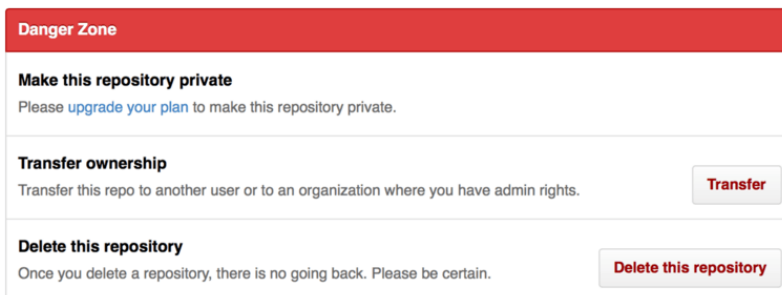 Danger Zone
Make this repository private
Please upgrade your plan to make this repository private.
Transfer ownership
Transfer this repo to another user or to an organization where you have admin rights.
Transfer
Delete this repository
Once you delete a repository, there is no going back. Please be certain.
Delete this repository